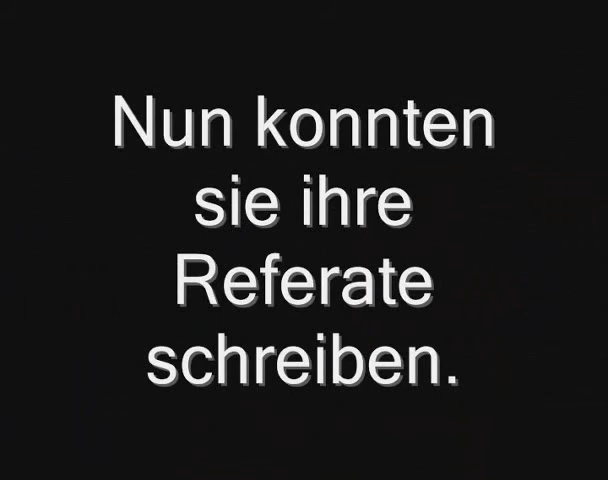 Nun konnten
sie ihre
Referate
schreiben.